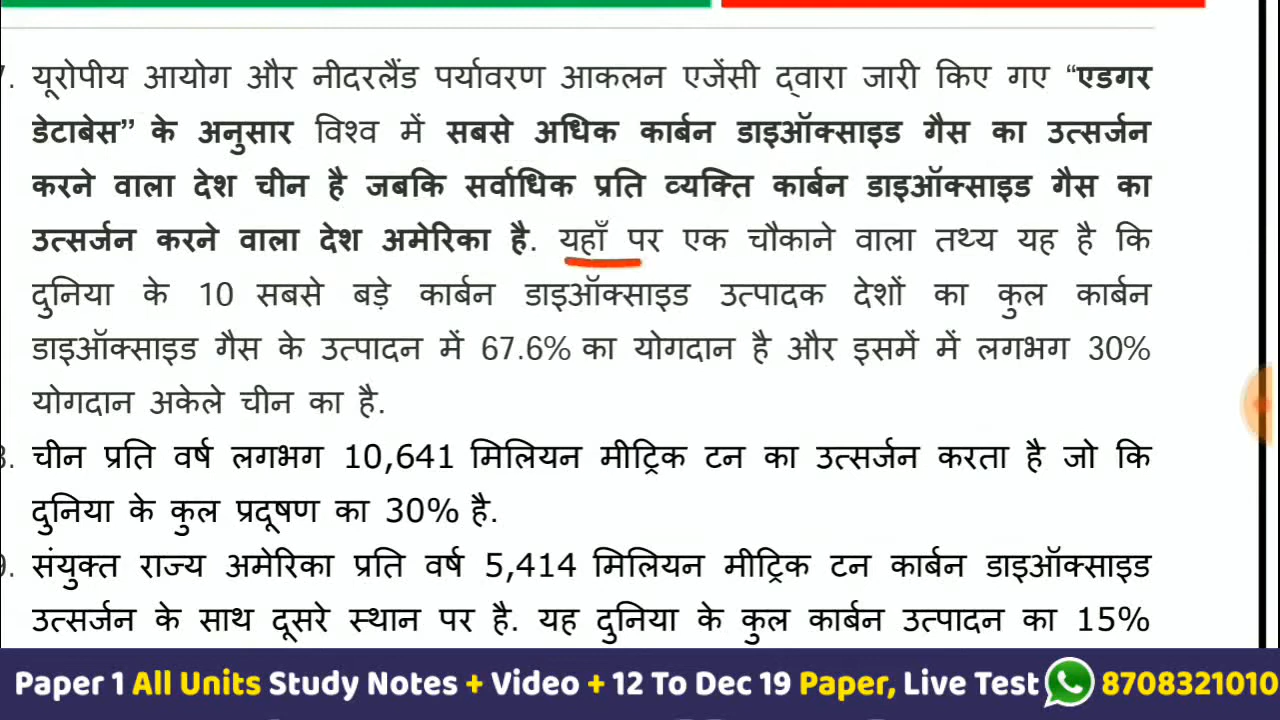 7. यूरोपीय आयोग और नीदरलैंड पर्यावरण आकलन एजेंसी द्वारा जारी किए गए “एडगर
डेटाबेस” के अनुसार विश्व में सबसे अधिक कार्बन डाइऑक्साइड गैस का उत्सर्जन
करने वाला देश चीन है जबकि सर्वाधिक प्रति व्यक्ति कार्बन डाइऑक्साइड गैस का
उत्सर्जन करने वाला देश अमेरिका है. यहाँ पर एक चौकाने वाला तथ्य यह है कि
दुनिया के 10 सबसे बड़े कार्बन डाइऑक्साइड उत्पादक देशों का कुल कार्बन
डाइऑक्साइड गैस के उत्पादन में 67.6% का योगदान है और इसमें में लगभग 30%
योगदान अकेले चीन का है.
8. चीन प्रति वर्ष लगभग 10,641 मिलियन मीट्रिक टन का उत्सर्जन करता है जो कि
दुनिया के कुल प्रदूषण का 30% है.
9. संयुक्त राज्य अमेरिका प्रति वर्ष 5,414 मिलियन मीट्रिक टन कार्बन डाइऑक्साइड
उत्सर्जन के साथ दूसरे स्थान पर है. यह दुनिया के कुल कार्बन उत्पादन का 15%
Paper 1 All Units Study Notes + Video + 12 To Dec 19 Paper, Live Test 8708321010